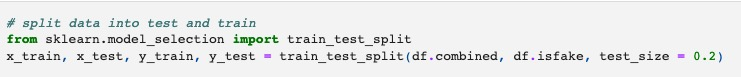 # split data into test and train
from sklearn.model_selection import train_test_split
x_train, x_test, y_train, y_test = train_test_split(df.combined, df.isfake, test_size = 0.2)